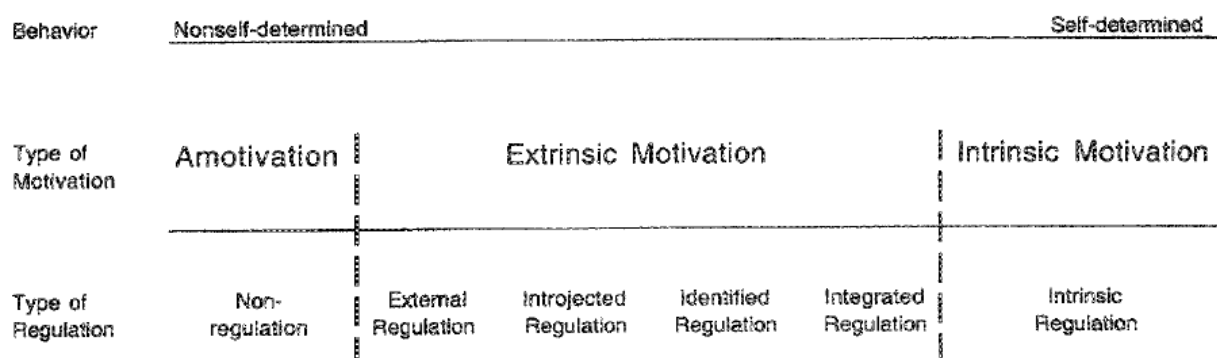 Behavior Nonself-determined Self-determined
Type of Motivation Amotivation Extrinsic Motivation Intrinsic Motivation
Type of Regulation Non-regulation External Regulation Introjected Regulation Identified Regulation Integrated Regulation Intrinsic Regulation